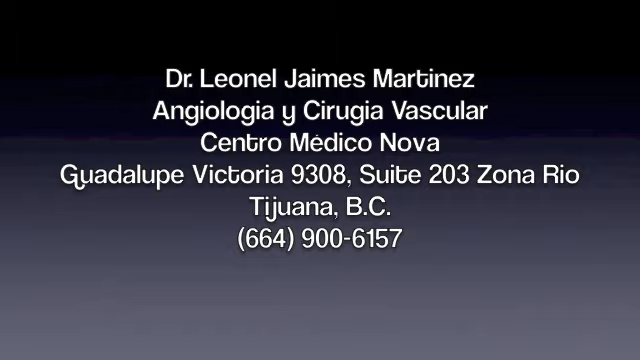 Dr. Leonel Jaimes Martinez
Angiologia y Cirugia Vascular
Centro Médico Nova
Guadalupe Victoria 9308, Suite 203 Zona Rio
Tijuana, B.C.
(664) 900-6157